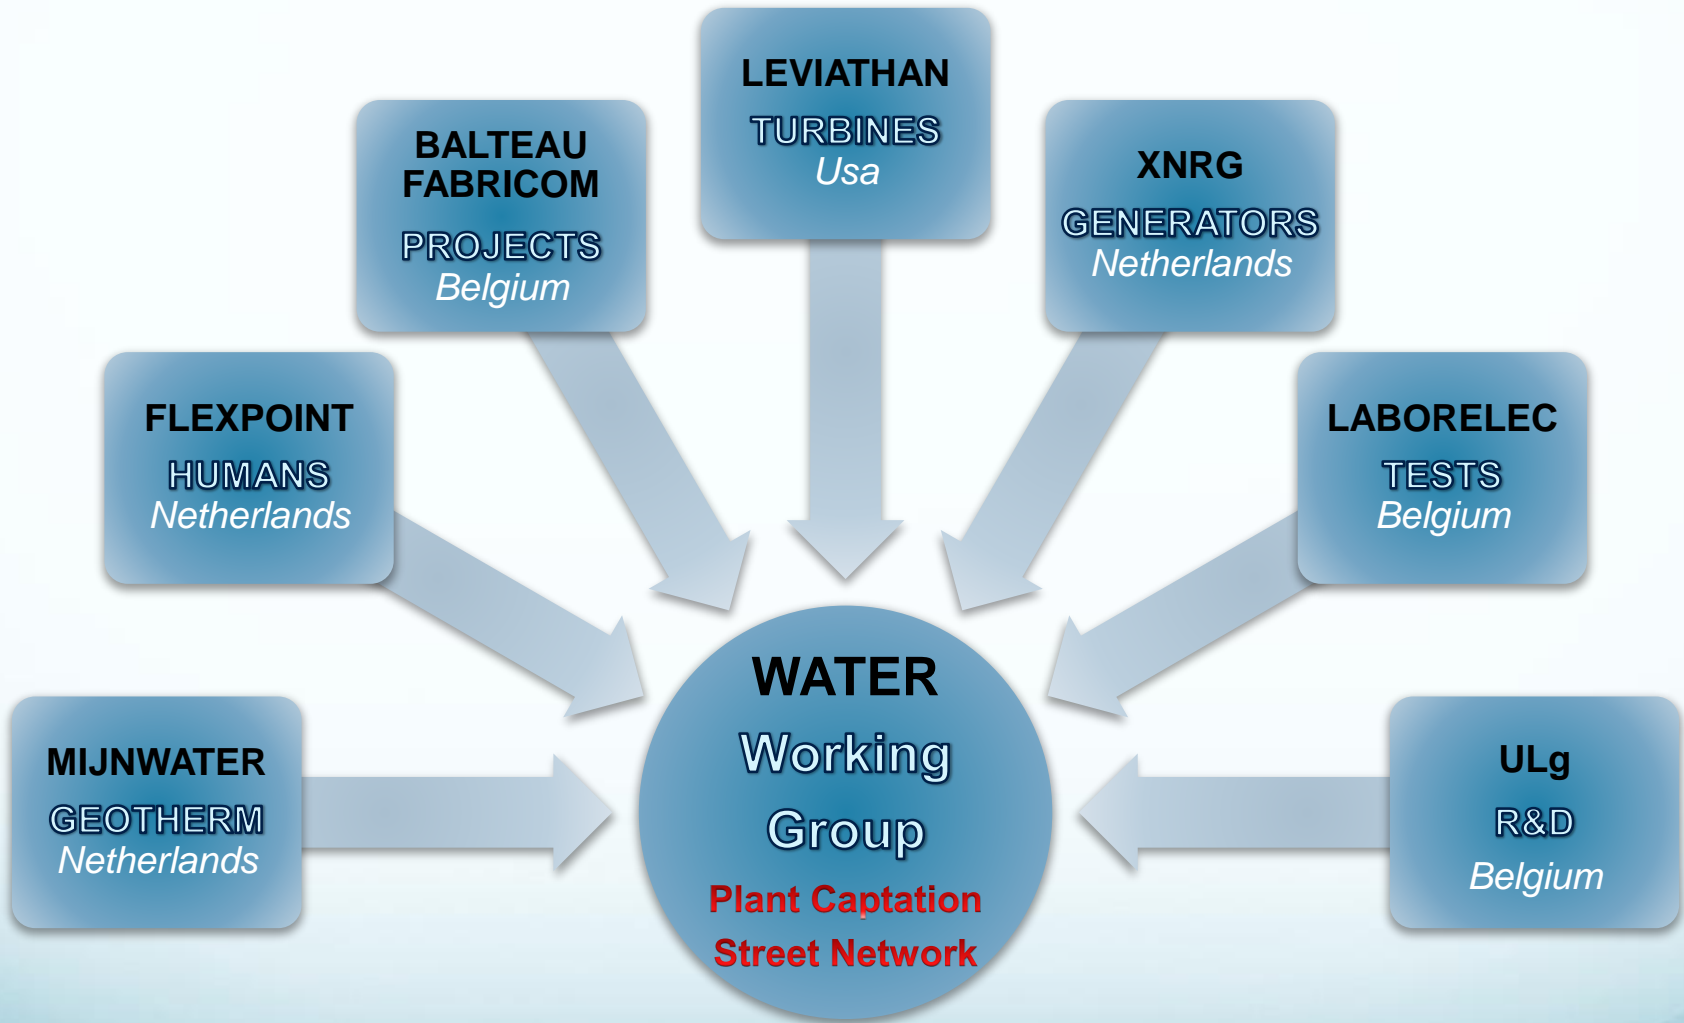 LEVIATHAN
TURBINES
Usa
BALTEAU
FABRICOM
PROJECTS
Belgium
XNRG
GENERATORS
Netherlands
FLEXPOINT
HUMANS
Netherlands
LABORELEC
TESTS
Belgium
MIJNWATER
GEOTHERM
Netherlands
WATER
Working
Group
Plant Captation
Street Network
ULg
R&D
Belgium